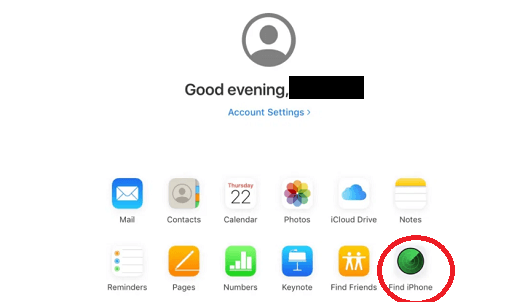 Good evening,
Account Settings >
Thursday
22
Mail Contacts Calendar Photos iCloud Drive Notes
Reminders Pages Numbers Keynote Find Friends Find iPhone